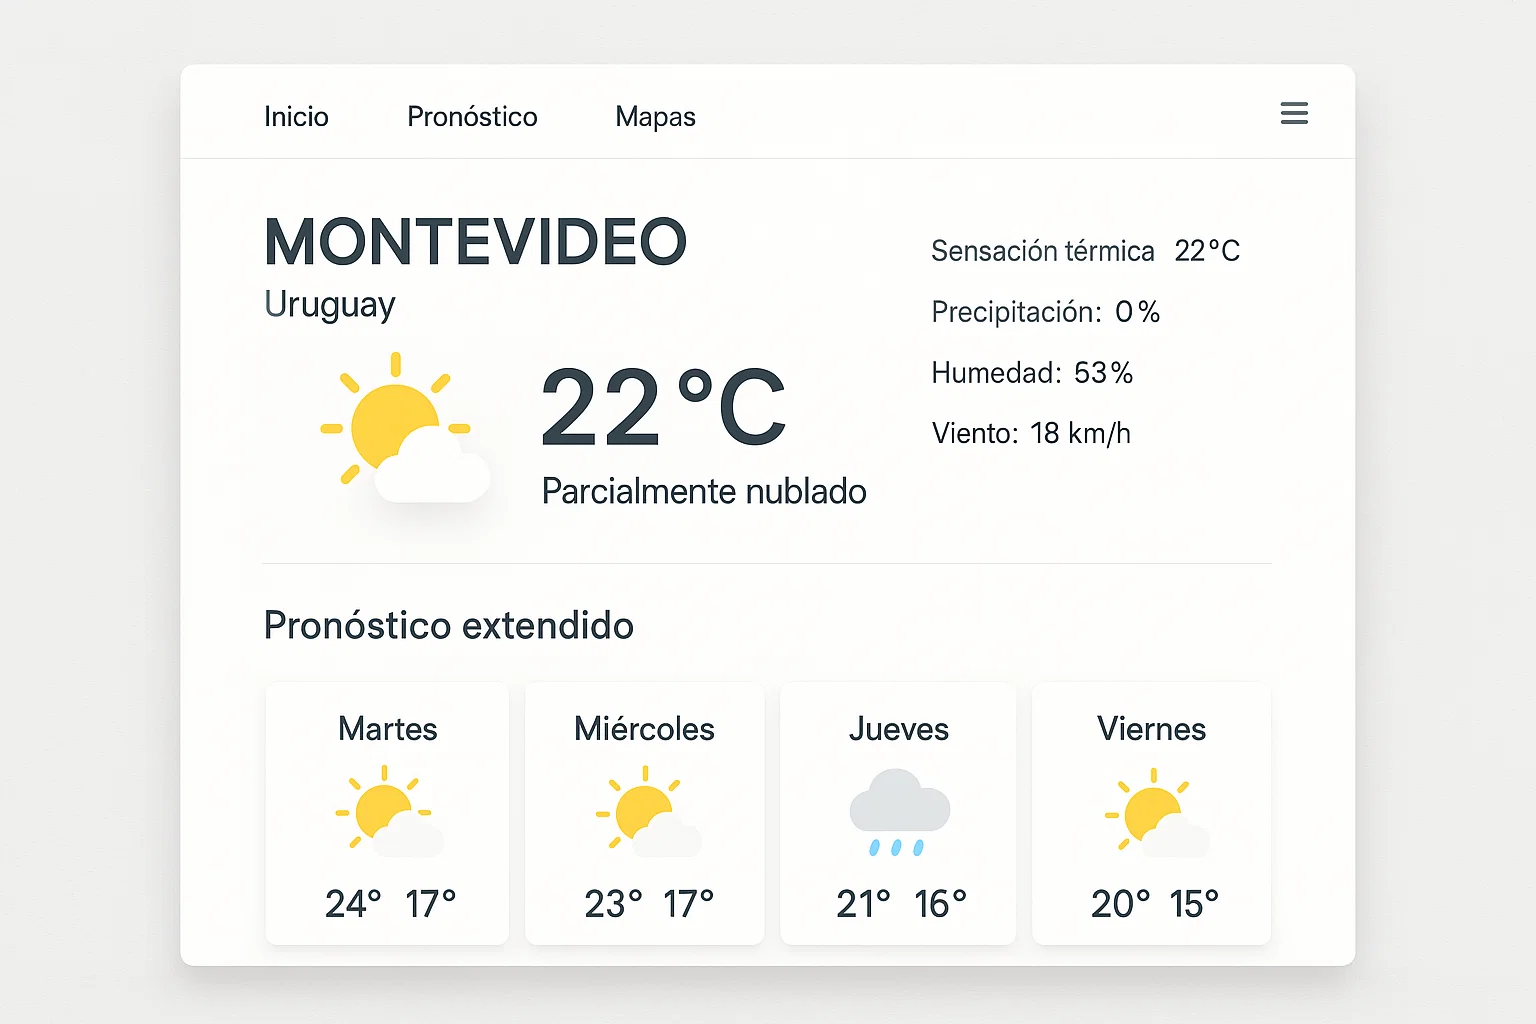 Inicio Pronóstico Mapas
MONTEVIDEO
Uruguay
22°C
Parcialmente nublado
Sensación térmica 22°C
Precipitación: 0%
Humedad: 53%
Viento: 18 km/h
Pronóstico extendido
Martes
24° 17°
Miércoles
23° 17°
Jueves
21° 16°
Viernes
20° 15°